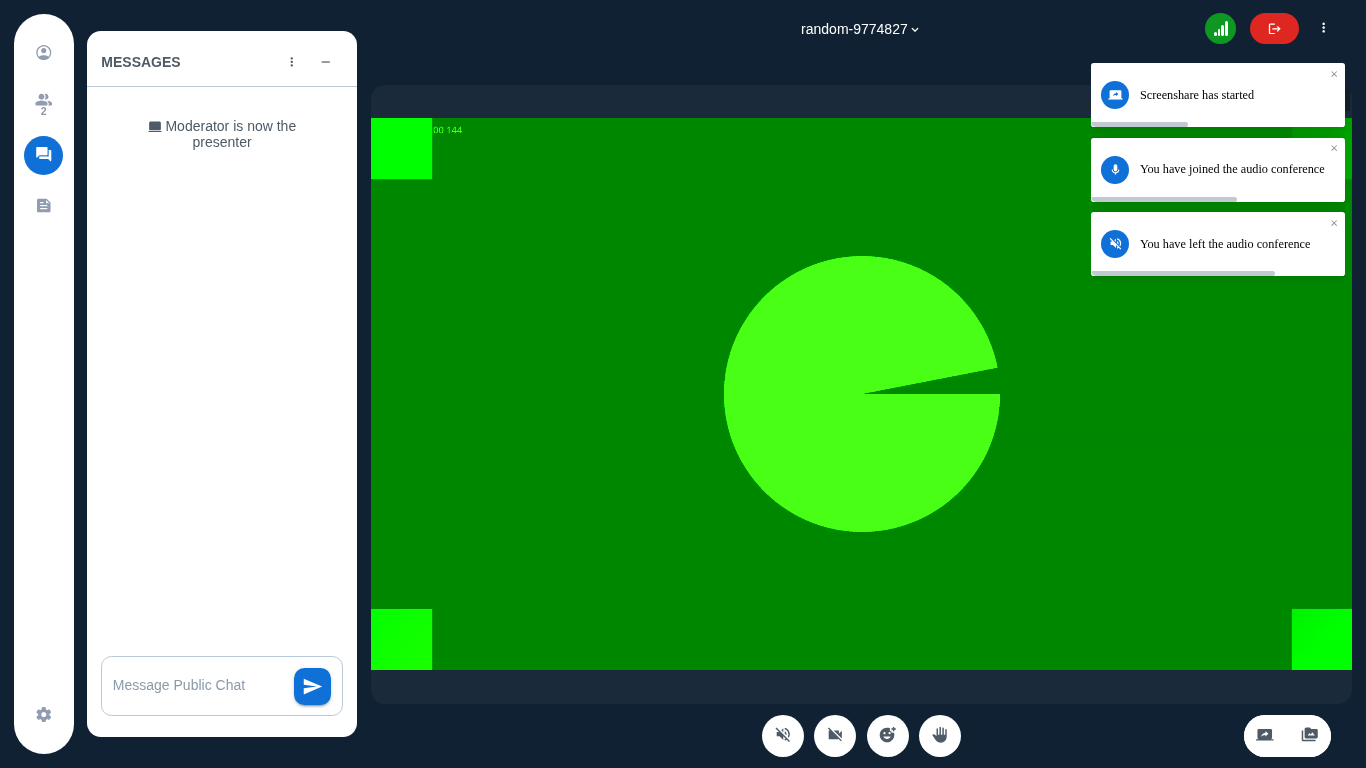 random-9774827
2
MESSAGES
Moderator is now the
presenter
00 144
Screenshare has started
You have joined the audio conference
You have left the audio conference
Message Public Chat